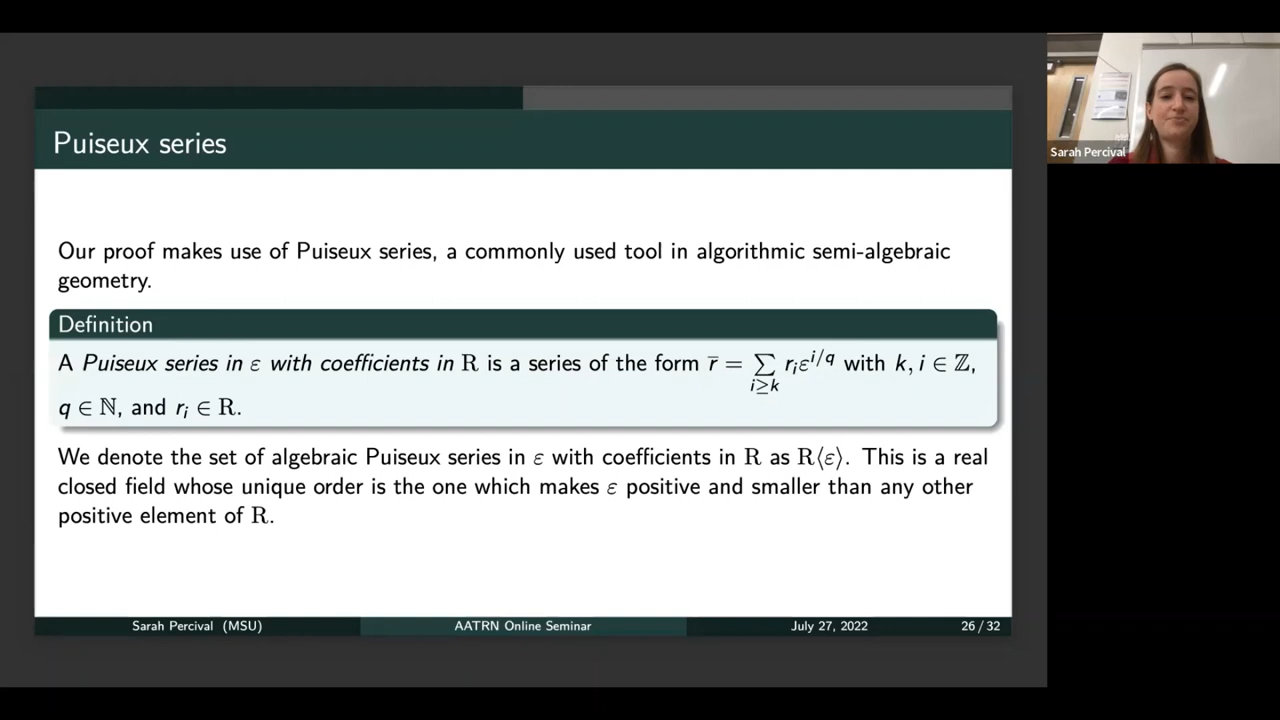 Puiseux series
Our proof makes use of Puiseux series, a commonly used tool in algorithmic semi-algebraic
geometry.
Definition
A Puiseux series in ε with coefficients in R is a series of the form r̄ = ∑_{i≥k} r_i ε^{i/q} with k, i ∈ ℤ,
q ∈ ℕ, and r_i ∈ R.
We denote the set of algebraic Puiseux series in ε with coefficients in R as R⟨ε⟩. This is a real
closed field whose unique order is the one which makes ε positive and smaller than any other
positive element of R.
Sarah Percival (MSU) AATRN Online Seminar July 27, 2022 26 / 32
Sarah Percival